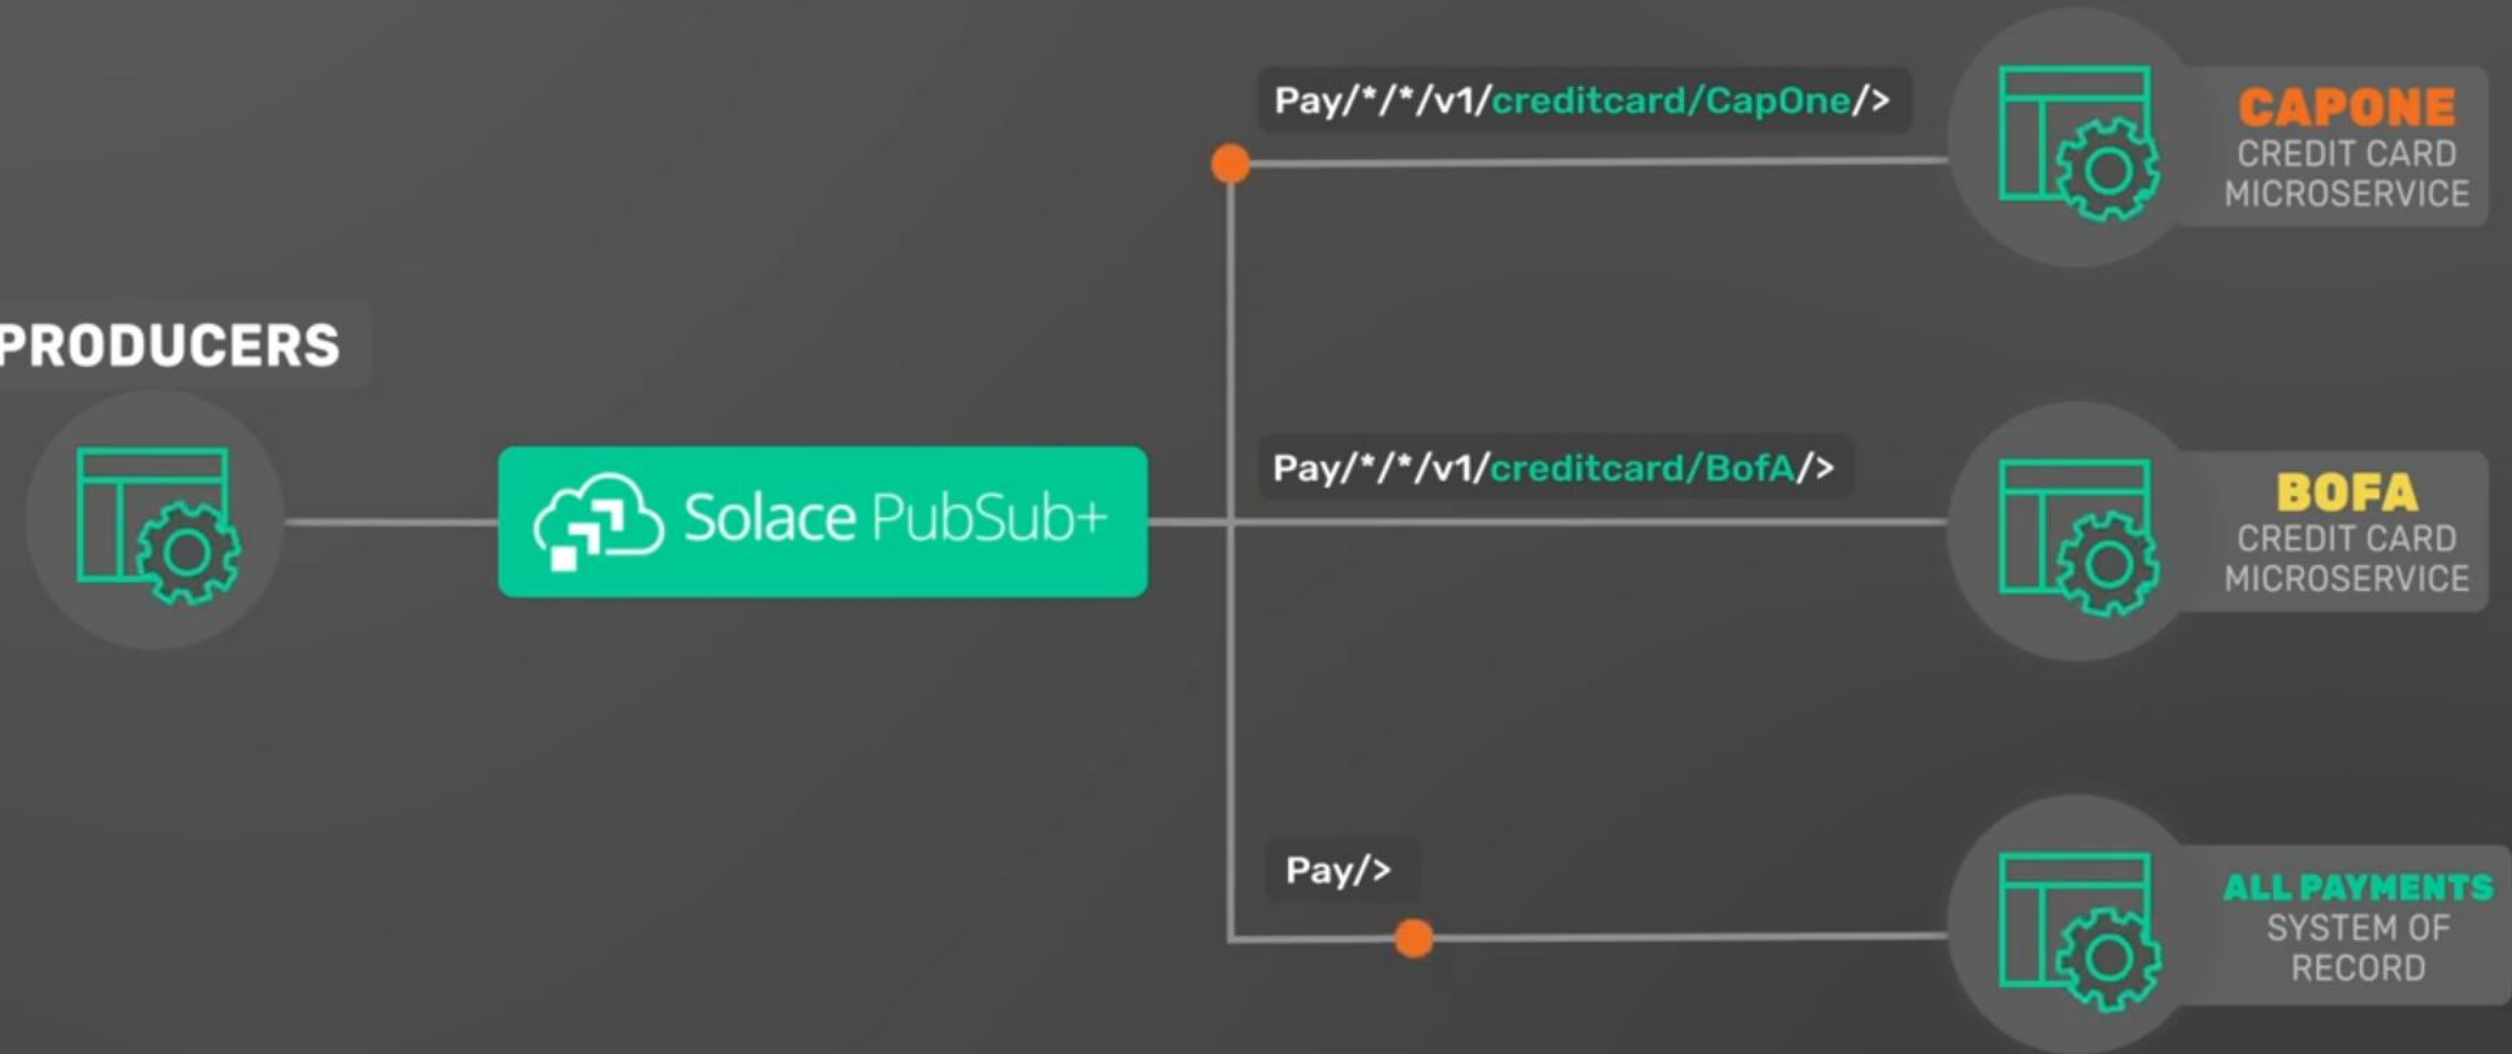 Pay/*/*/v1/creditcard/CapOne/>
CAPONE
CREDIT CARD
MICROSERVICE
PRODUCERS
Solace PubSub+
Pay/*/*/v1/creditcard/BofA/>
BOFA
CREDIT CARD
MICROSERVICE
Pay/>
ALL PAYMENTS
SYSTEM OF
RECORD